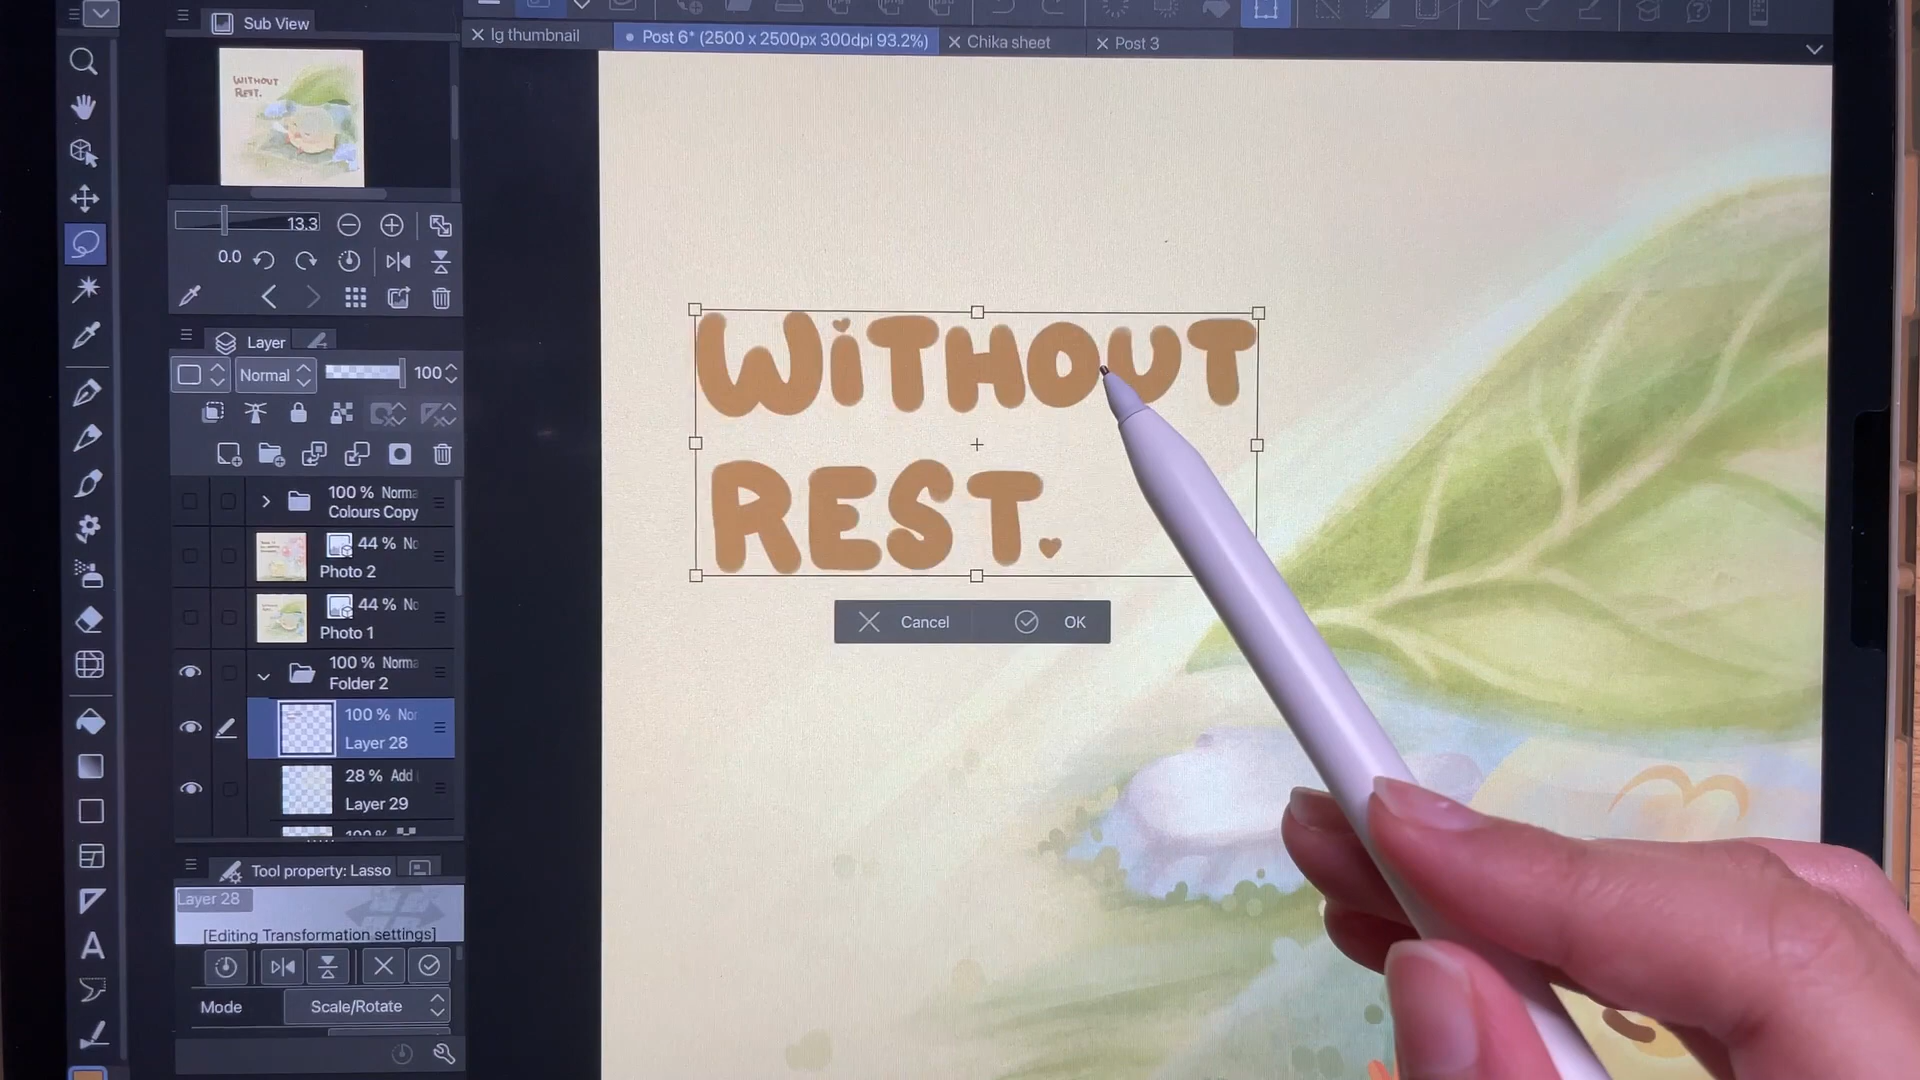 Sub View
Ig thumbnail
Post 6* (2500 x 2500px 300dpi 93.2%)
Chika sheet
Post 3
WITHOUT
REST.
13.3
0.0
Layer
Normal
100
100 % Norma
Colours Copy
44 % No
Photo 2
44 % No
Photo 1
100 % Norma
Folder 2
100 % Nor
Layer 28
28 % Add
Layer 29
Tool property: Lasso
Layer 28
[Editing Transformation settings]
Mode
Scale/Rotate
A
WiTHOUT
REST.
Cancel
OK